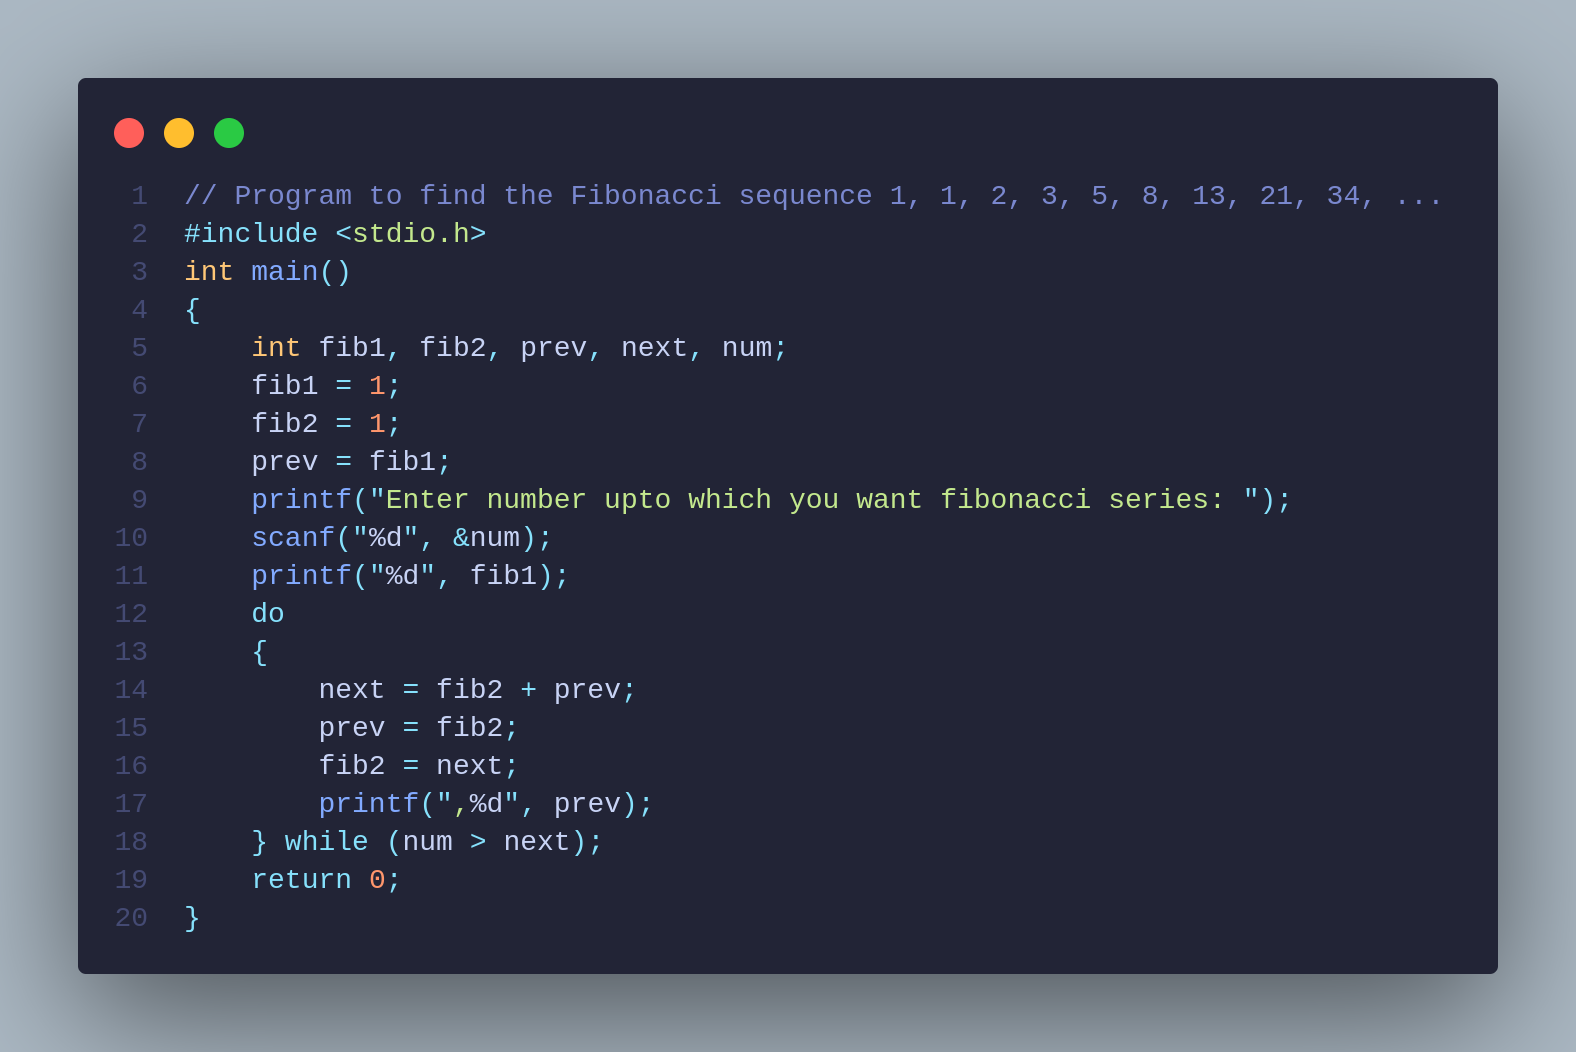 1 // Program to find the Fibonacci sequence 1, 1, 2, 3, 5, 8, 13, 21, 34, ...
2 #include <stdio.h>
3 int main()
4 {
5     int fib1, fib2, prev, next, num;
6     fib1 = 1;
7     fib2 = 1;
8     prev = fib1;
9     printf("Enter number upto which you want fibonacci series: ");
10     scanf("%d", &num);
11     printf("%d", fib1);
12     do
13     {
14         next = fib2 + prev;
15         prev = fib2;
16         fib2 = next;
17         printf(",%d", prev);
18     } while (num > next);
19     return 0;
20 }